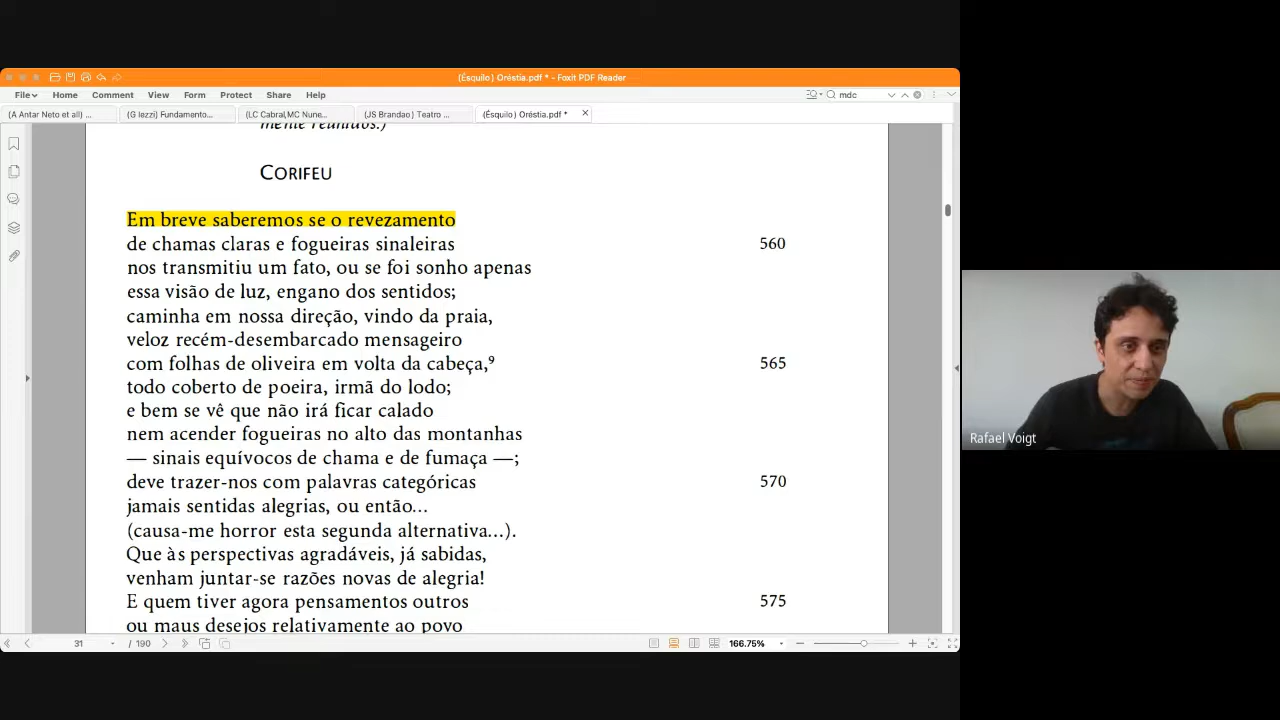 (Ésquilo) Oréstia.pdf * - Foxit PDF Reader
File Home Comment View Form Protect Share Help mdc
(A Antar Neto et all) ... (G Iezzi) Fundamento... (LC Cabral,MC Nune... (JS Brandao) Teatro ... (Ésquilo) Oréstia.pdf *
mente reunidos.)
CORIFEU
Em breve saberemos se o revezamento
de chamas claras e fogueiras sinaleiras 560
nos transmitiu um fato, ou se foi sonho apenas
essa visão de luz, engano dos sentidos;
caminha em nossa direção, vindo da praia,
veloz recém-desembarcado mensageiro
com folhas de oliveira em volta da cabeça,⁹ 565
todo coberto de poeira, irmã do lodo;
e bem se vê que não irá ficar calado
nem acender fogueiras no alto das montanhas
— sinais equívocos de chama e de fumaça —;
deve trazer-nos com palavras categóricas 570
jamais sentidas alegrias, ou então...
(causa-me horror esta segunda alternativa...).
Que às perspectivas agradáveis, já sabidas,
venham juntar-se razões novas de alegria!
E quem tiver agora pensamentos outros 575
ou maus desejos relativamente ao povo
31 / 190 166.75%
Rafael Voigt